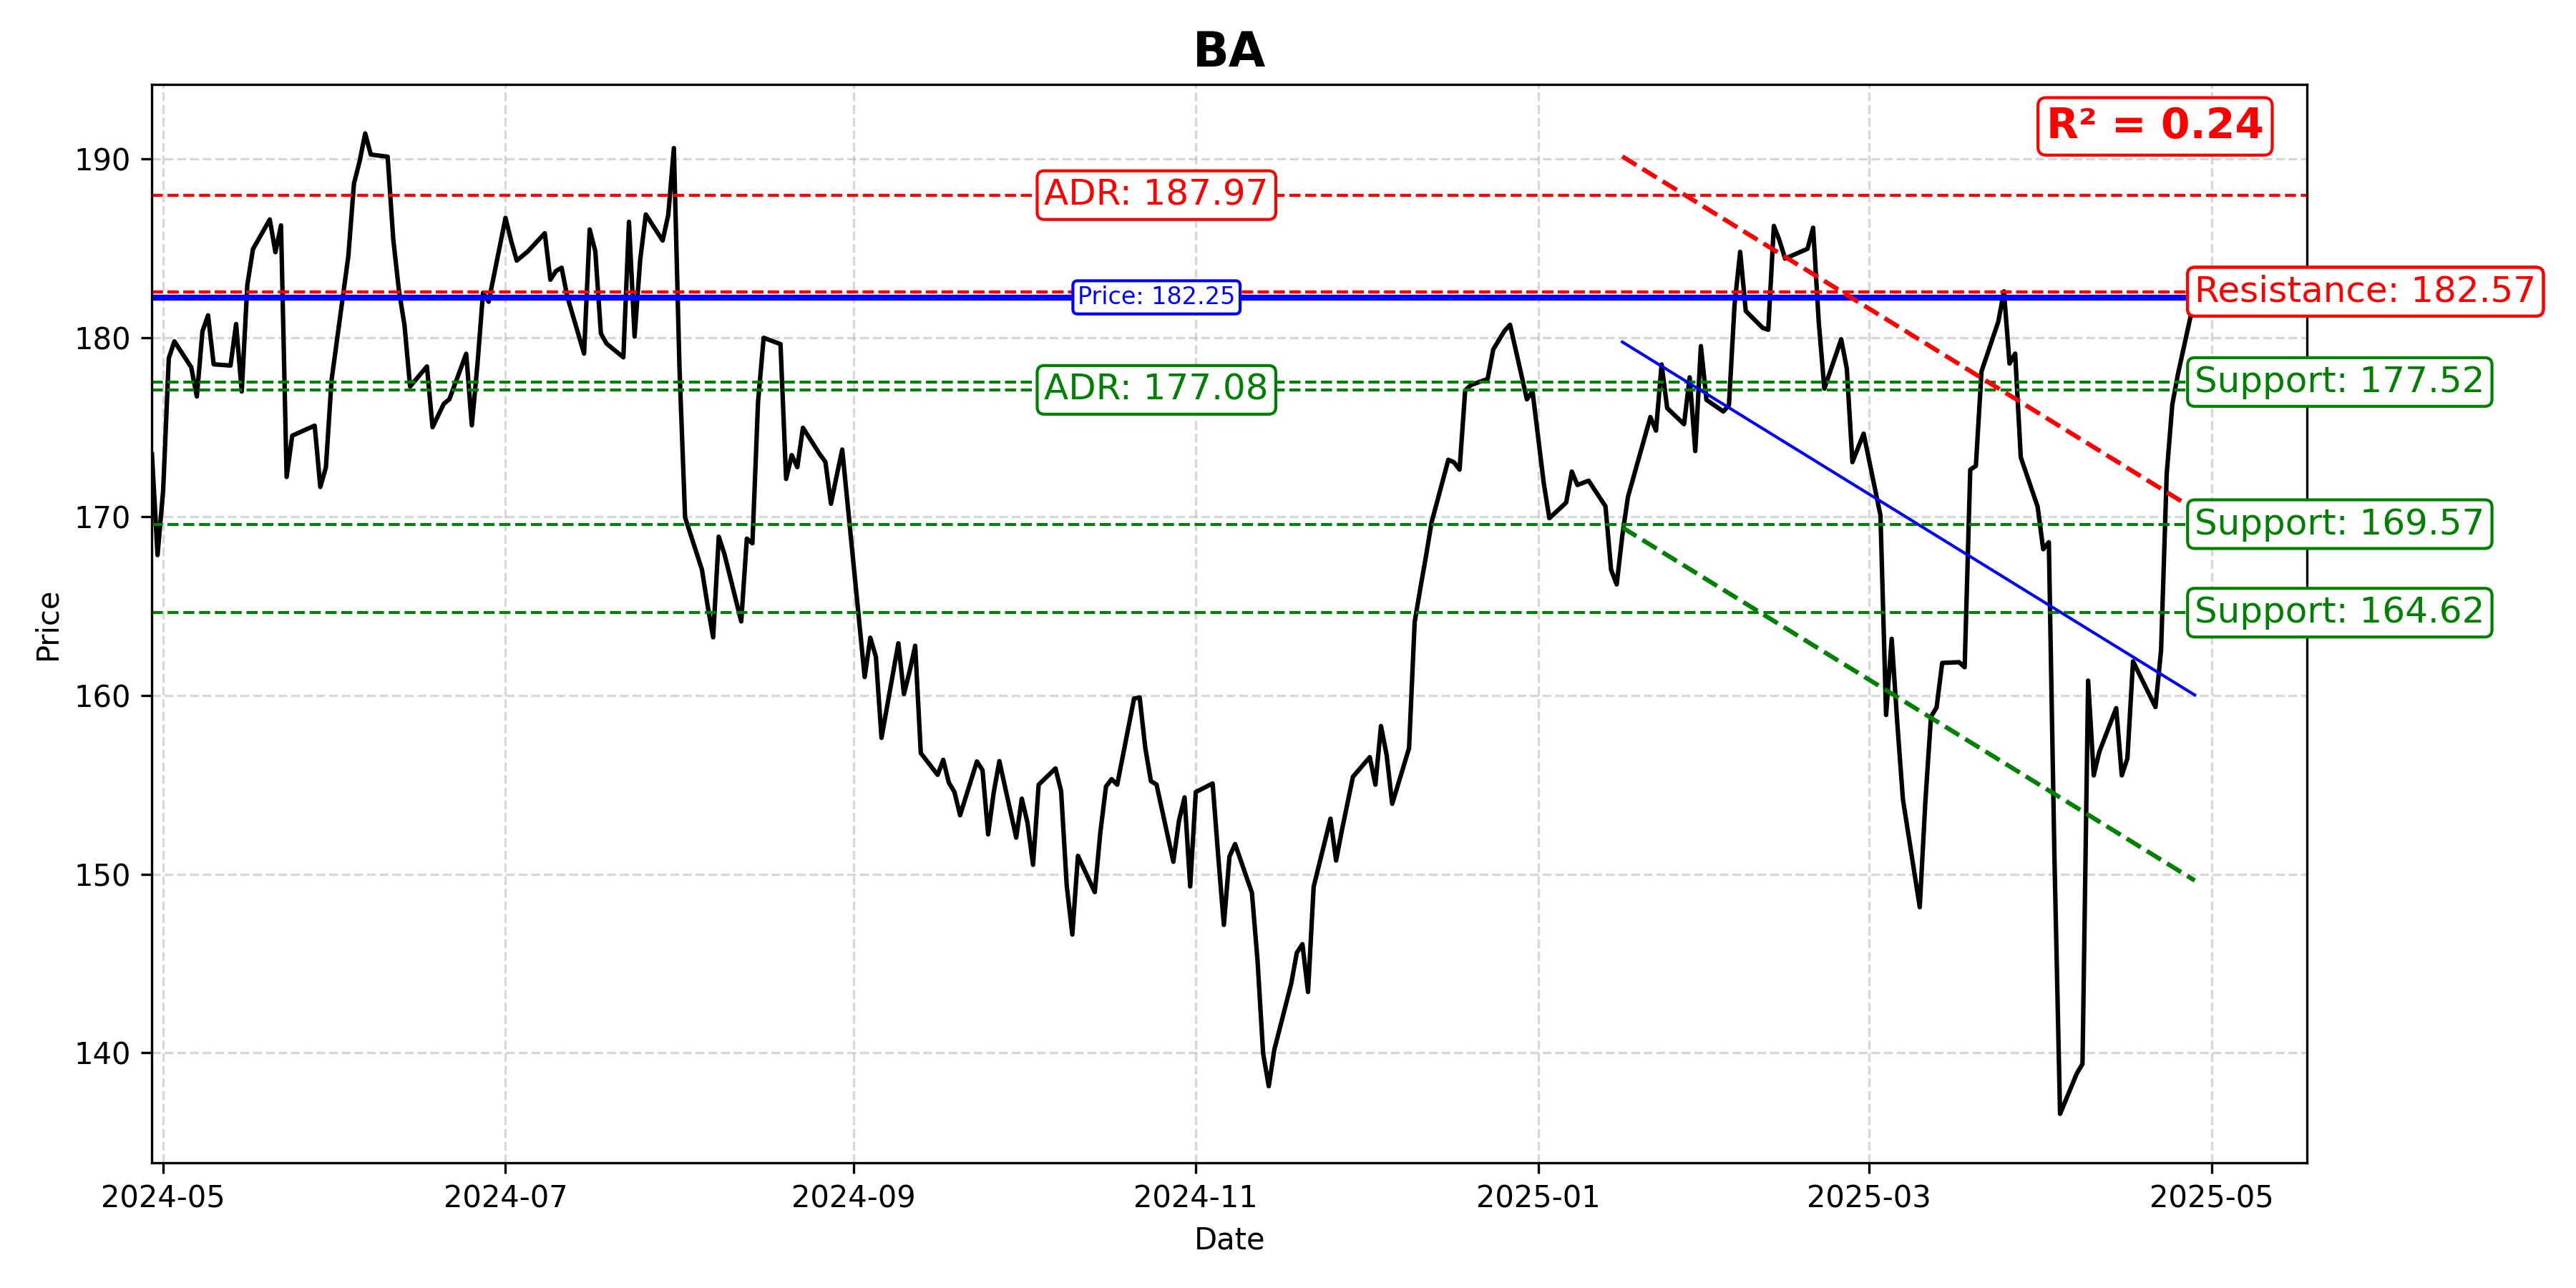 BA
R² = 0.24
190
180
170
160
150
140
Price
ADR: 187.97
Price: 182.25
ADR: 177.08
Resistance: 182.57
Support: 177.52
Support: 169.57
Support: 164.62
2024-05
2024-07
2024-09
2024-11
2025-01
2025-03
2025-05
Date